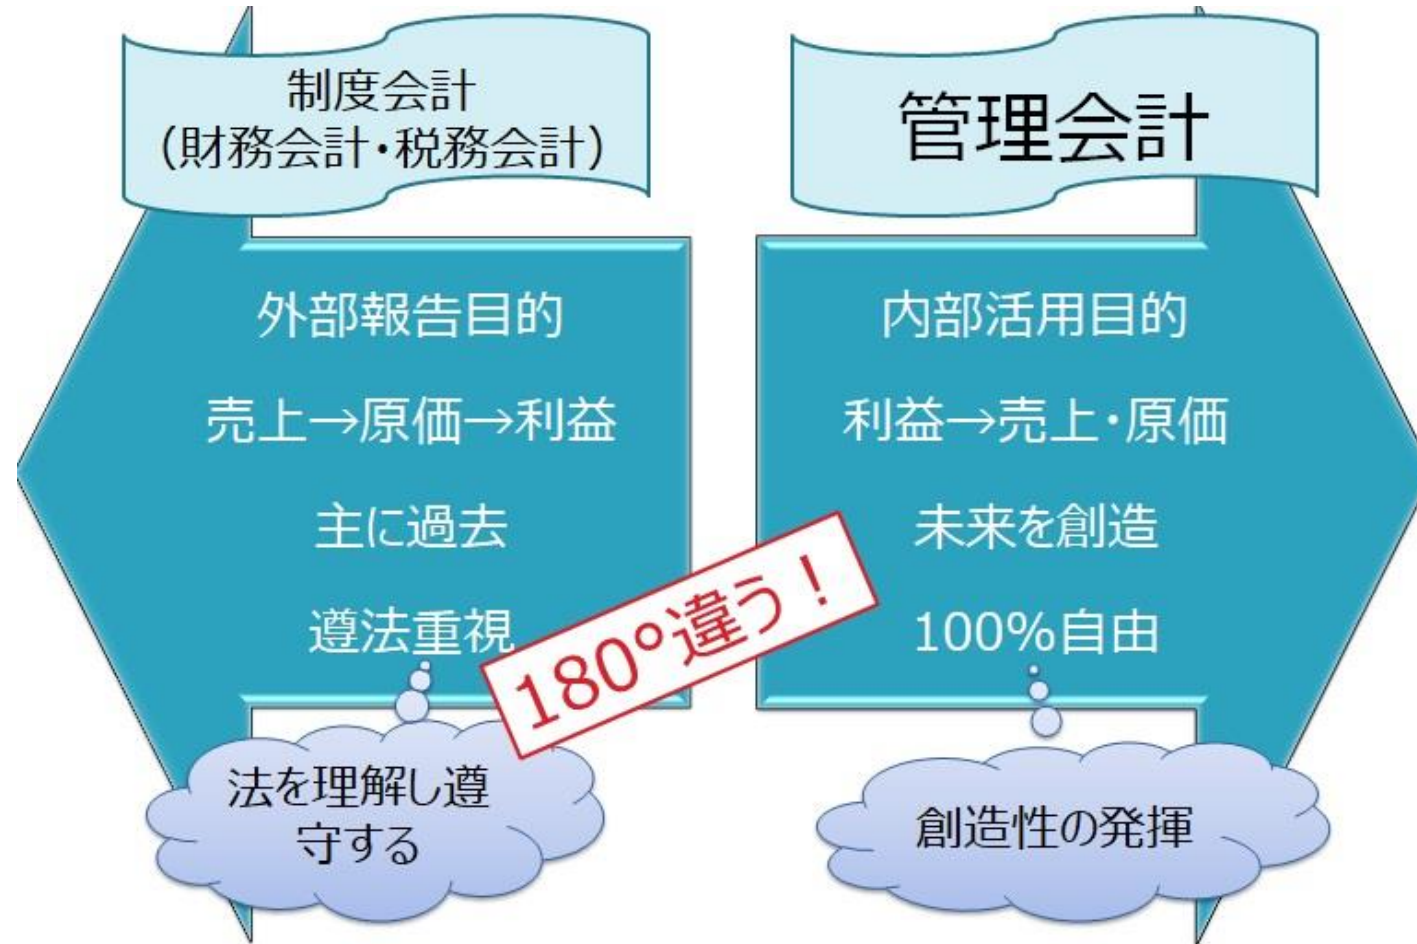 制度会計
（財務会計・税務会計）
外部報告目的
売上→原価→利益
主に過去
遵法重視
法を理解し遵
守する
180°違う！
管理会計
内部活用目的
利益→売上・原価
未来を創造
100%自由
創造性の発揮